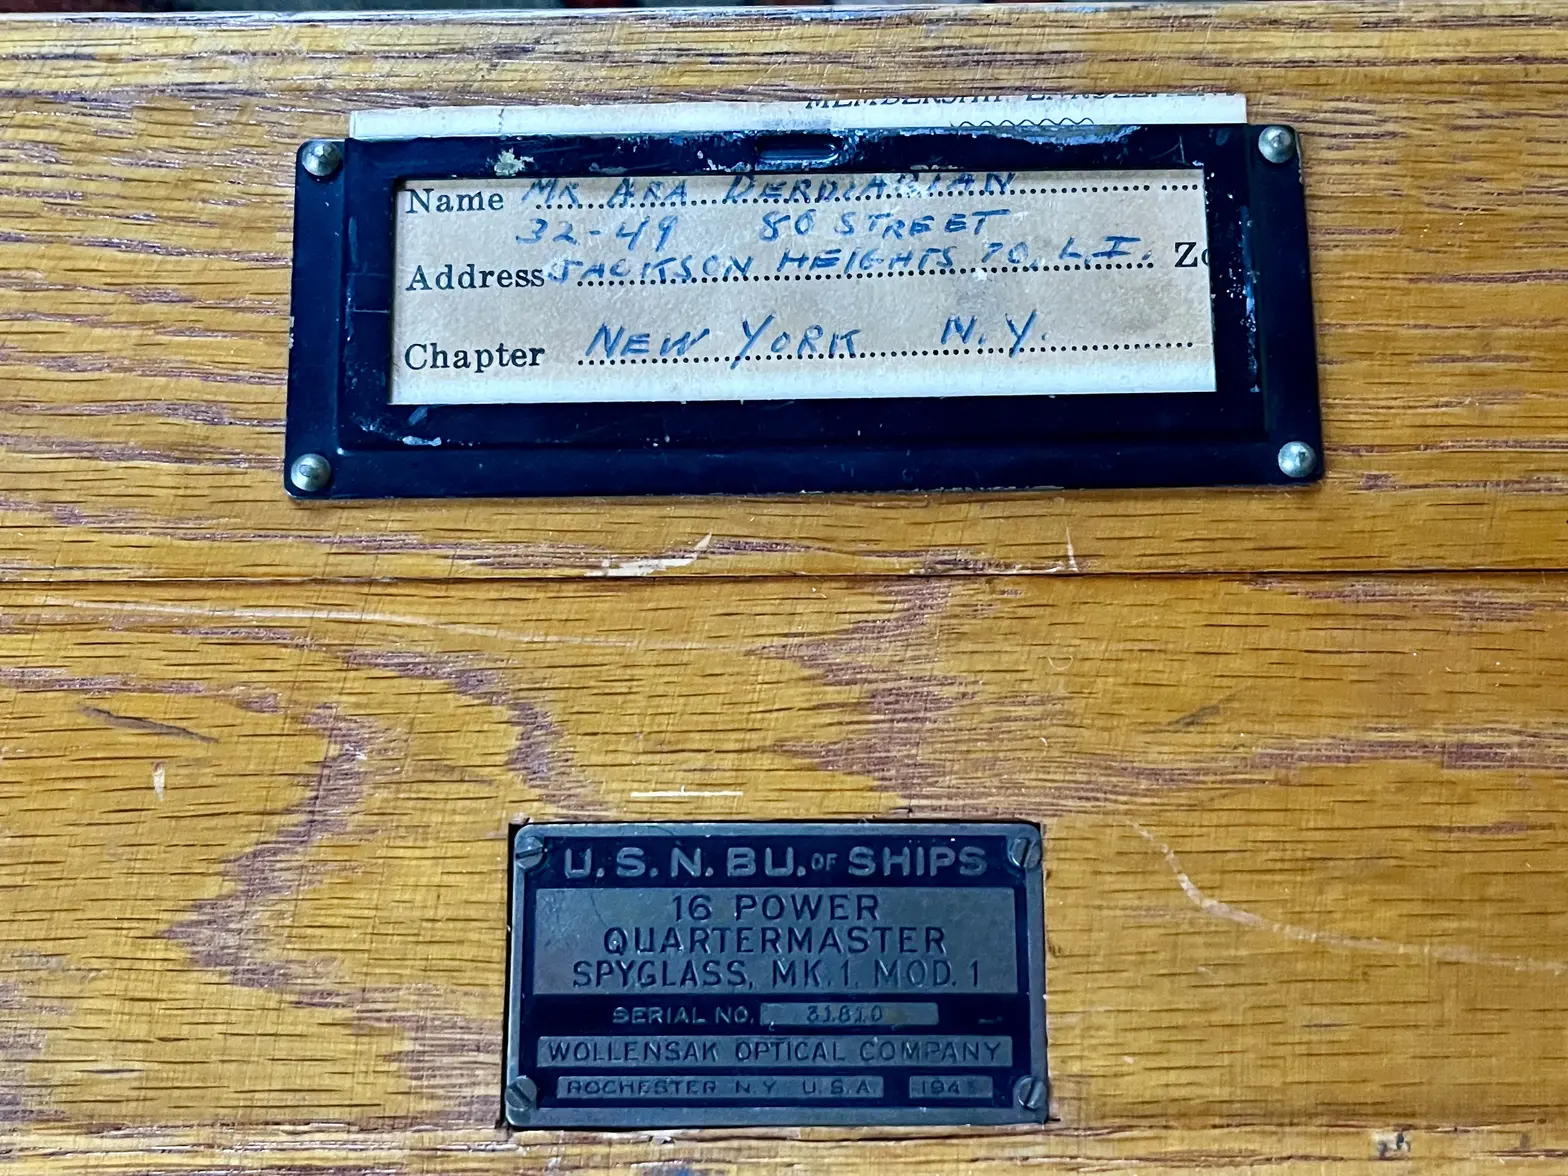 Name MR ARA DERDIARIAN
32-49 80 STREET
Address JACKSON HEIGHTS 70, L.I.
Chapter NEW YORK N.Y.
U.S.N. BU. OF SHIPS
16 POWER
QUARTERMASTER
SPYGLASS, MK. 1 MOD. 1
SERIAL NO. 31810
WOLLENSAK OPTICAL COMPANY
ROCHESTER N.Y. U.S.A.